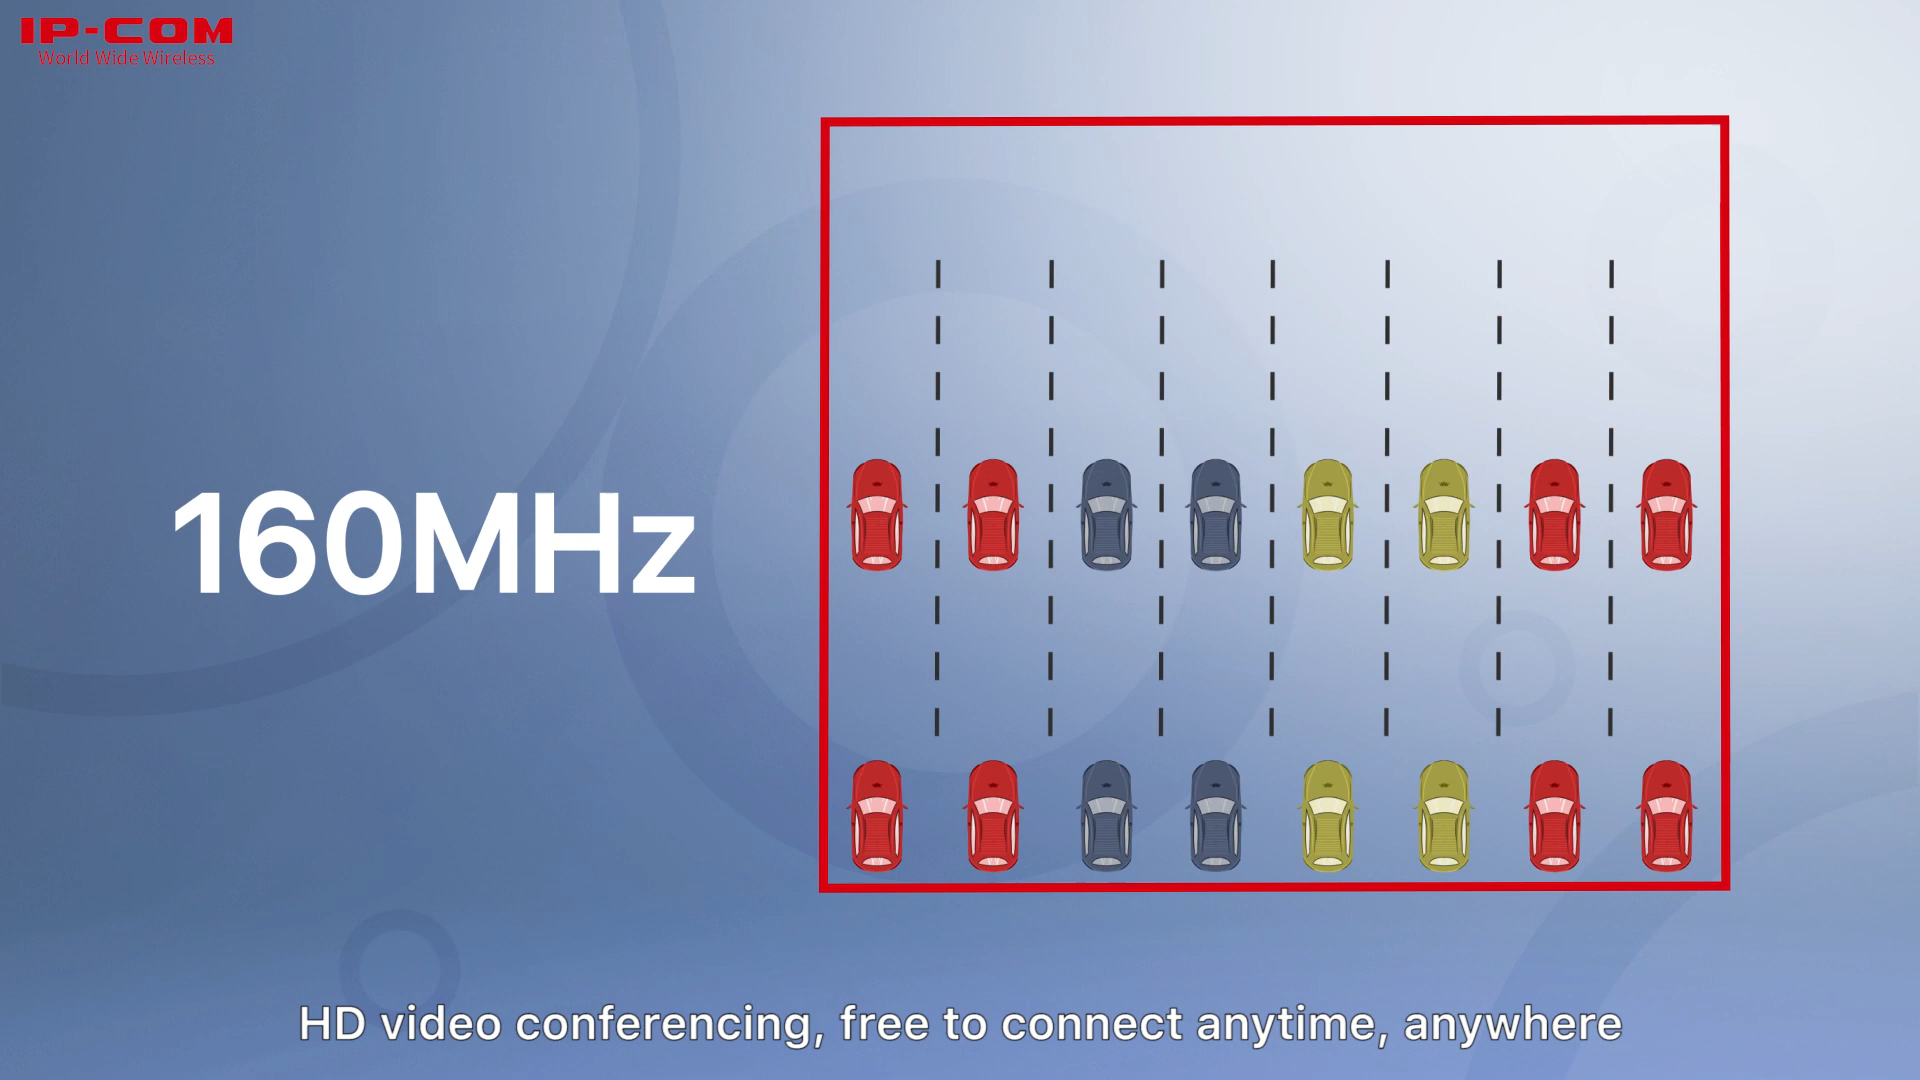 IP-COM
World Wide Wireless
160MHz
HD video conferencing, free to connect anytime, anywhere